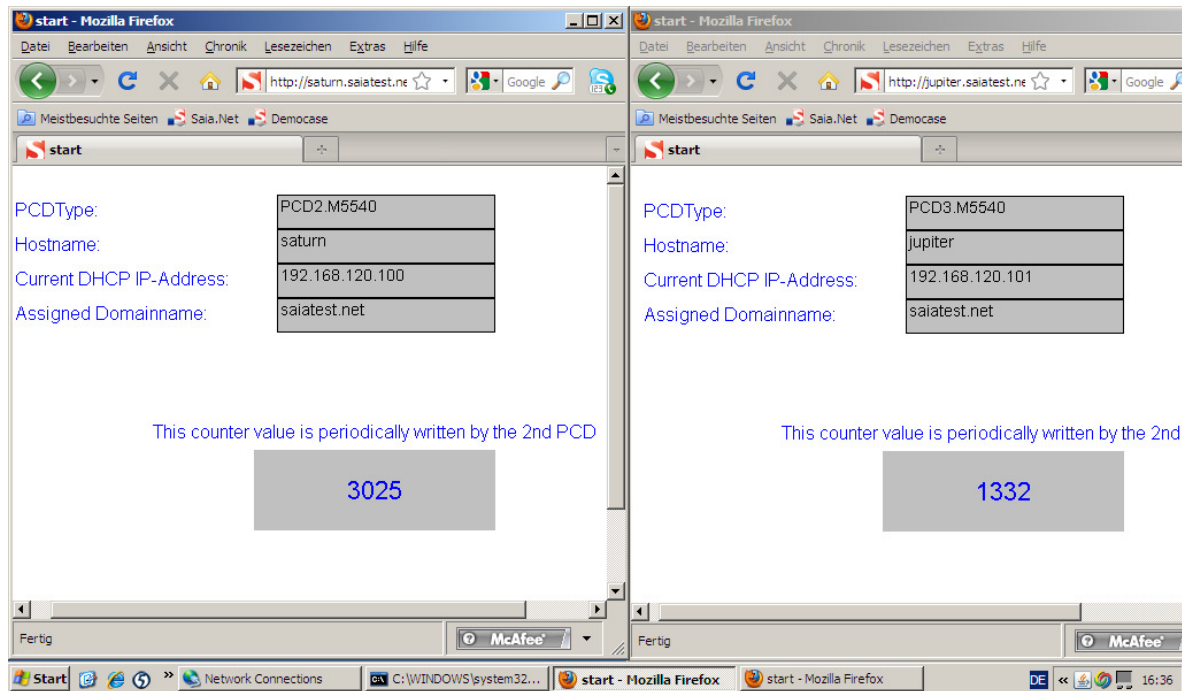 start - Mozilla Firefox
Datei Bearbeiten Ansicht Chronik Lesezeichen Extras Hilfe
http://saturn.saiatest.ne
Google
Meistbesuchte Seiten Saia.Net Democase
start
PCDType: PCD2.M5540
Hostname: saturn
Current DHCP IP-Address: 192.168.120.100
Assigned Domainname: saiatest.net
This counter value is periodically written by the 2nd PCD
3025
Fertig McAfee
start - Mozilla Firefox
Datei Bearbeiten Ansicht Chronik Lesezeichen Extras Hilfe
http://jupiter.saiatest.ne
Google
Meistbesuchte Seiten Saia.Net Democase
start
PCDType: PCD3.M5540
Hostname: jupiter
Current DHCP IP-Address: 192.168.120.101
Assigned Domainname: saiatest.net
This counter value is periodically written by the 2nd
1332
Fertig McAfee
Start » Network Connections C:\WINDOWS\system32... start - Mozilla Firefox start - Mozilla Firefox DE « 16:36